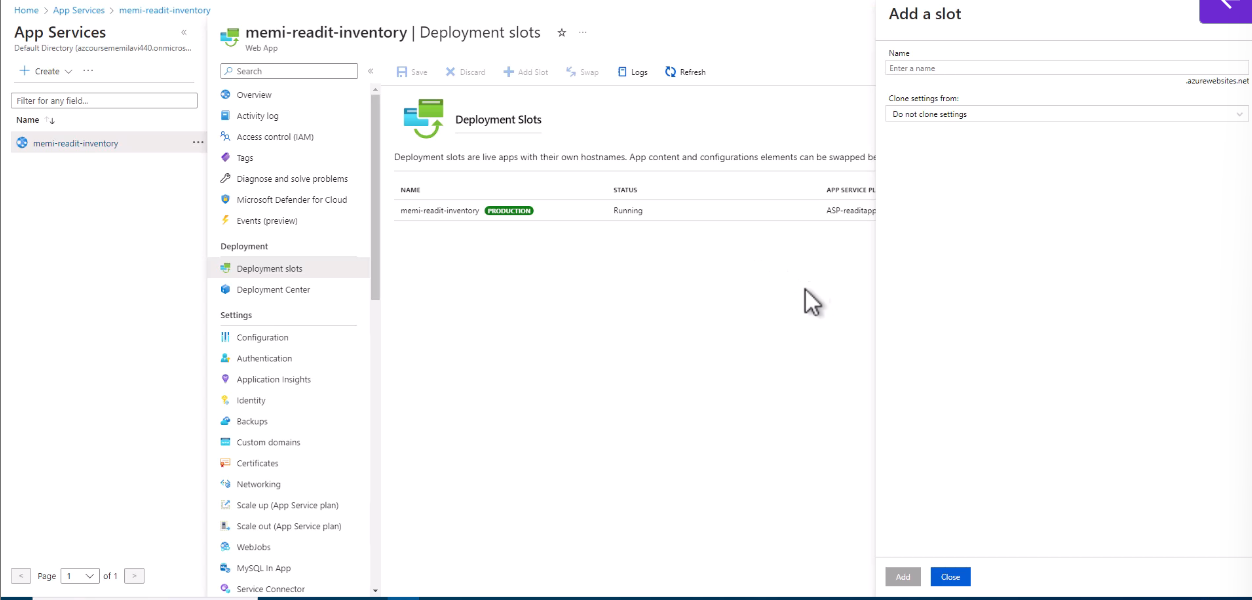 Home > App Services > memi-readit-inventory
App Services
Default Directory (azcoursememilavi440.onmicros...
+ Create
...
Filter for any field...
Name ↑↓
memi-readit-inventory
...
< Page 1 of 1 >
memi-readit-inventory | Deployment slots
...
Web App
Search
Overview
Activity log
Access control (IAM)
Tags
Diagnose and solve problems
Microsoft Defender for Cloud
Events (preview)
Deployment
Deployment slots
Deployment Center
Settings
Configuration
Authentication
Application Insights
Identity
Backups
Custom domains
Certificates
Networking
Scale up (App Service plan)
Scale out (App Service plan)
WebJobs
MySQL In App
Service Connector
Save Discard Add Slot Swap Logs Refresh
Deployment Slots
Deployment slots are live apps with their own hostnames. App content and configurations elements can be swapped be
NAME STATUS APP SERVICE PL
memi-readit-inventory PRODUCTION Running ASP-readitapp
Add a slot
Name
Enter a name
.azurewebsites.net
Clone settings from:
Do not clone settings
Add Close